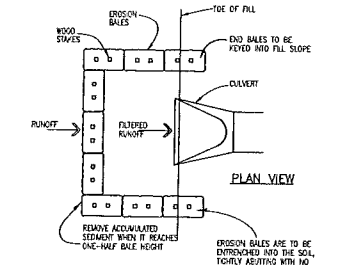 TOE OF FILL
EROSION
BALES
WOOD
STAKES
END BALES TO BE
KEYED INTO FILL SLOPE
CULVERT
RUNOFF
FILTERED
RUNOFF
PLAN VIEW
REMOVE ACCUMULATED
SEDIMENT WHEN IT REACHES
ONE-HALF BALE HEIGHT
EROSION BALES ARE TO BE
ENTRENCHED INTO THE SOIL,
TIGHTLY ABUTING WITH NO